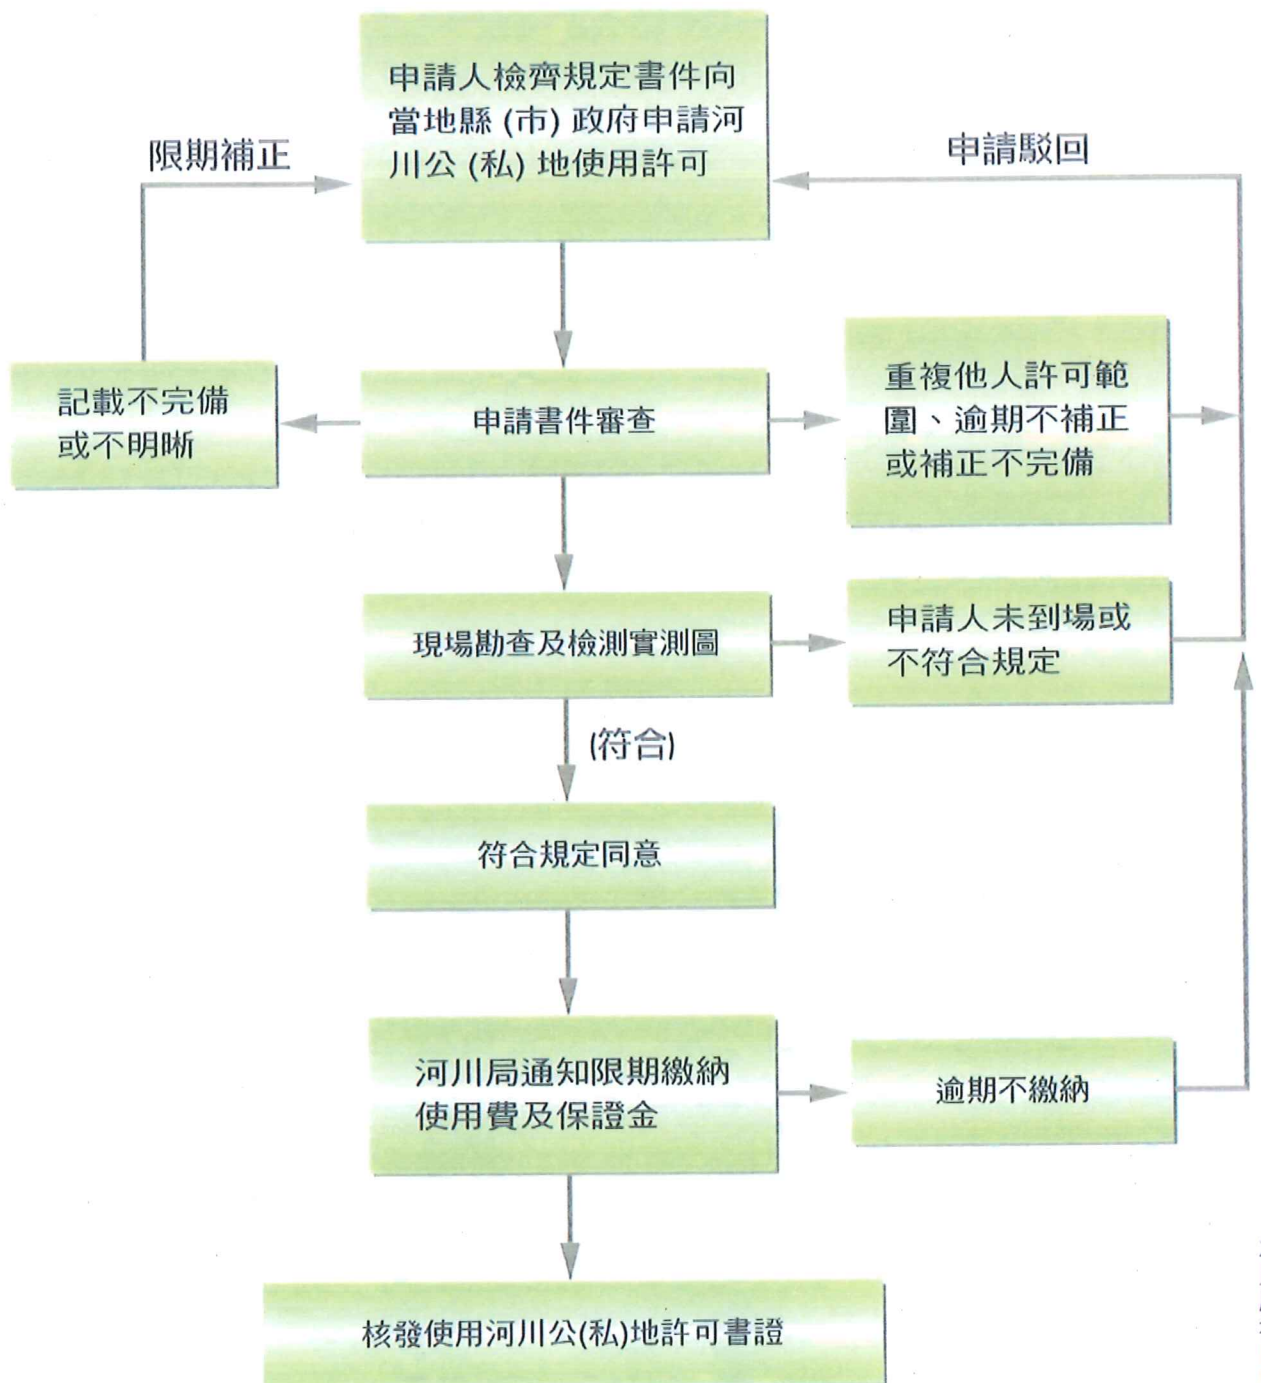 申請人檢齊規定書件向
當地縣 (市) 政府申請河
川公 (私) 地使用許可
限期補正
申請駁回
記載不完備
或不明晰
申請書件審查
重複他人許可範
圍、逾期不補正
或補正不完備
現場勘查及檢測實測圖
申請人未到場或
不符合規定
(符合)
符合規定同意
河川局通知限期繳納
使用費及保證金
逾期不繳納
核發使用河川公(私)地許可書證